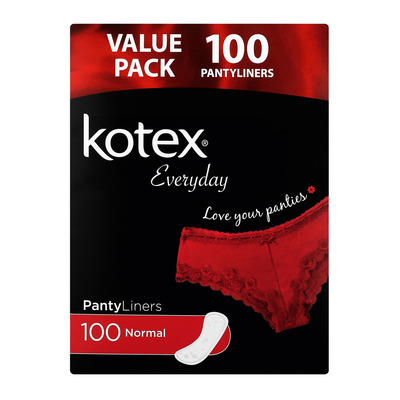 VALUE PACK
100 PANTYLINERS
kotex®
Everyday
Love your panties
PantyLiners
100 Normal